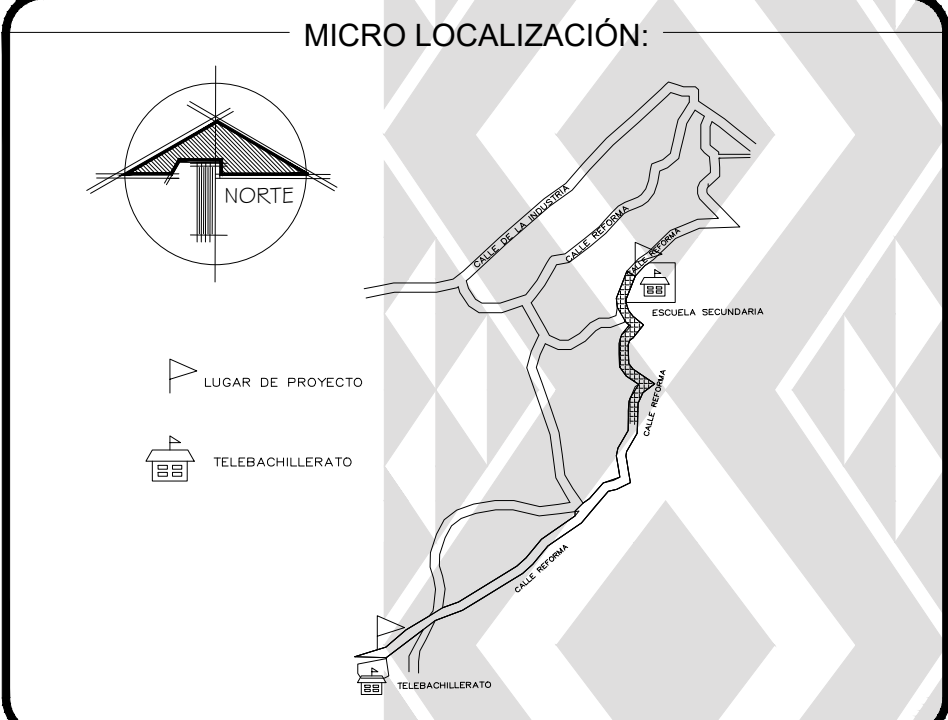 MICRO LOCALIZACIÓN:
NORTE
CALLE DE LA INDUSTRIA
CALLE REFORMA
CALLE REFORMA
ESCUELA SECUNDARIA
LUGAR DE PROYECTO
CALLE REFORMA
TELEBACHILLERATO
CALLE REFORMA
TELEBACHILLERATO